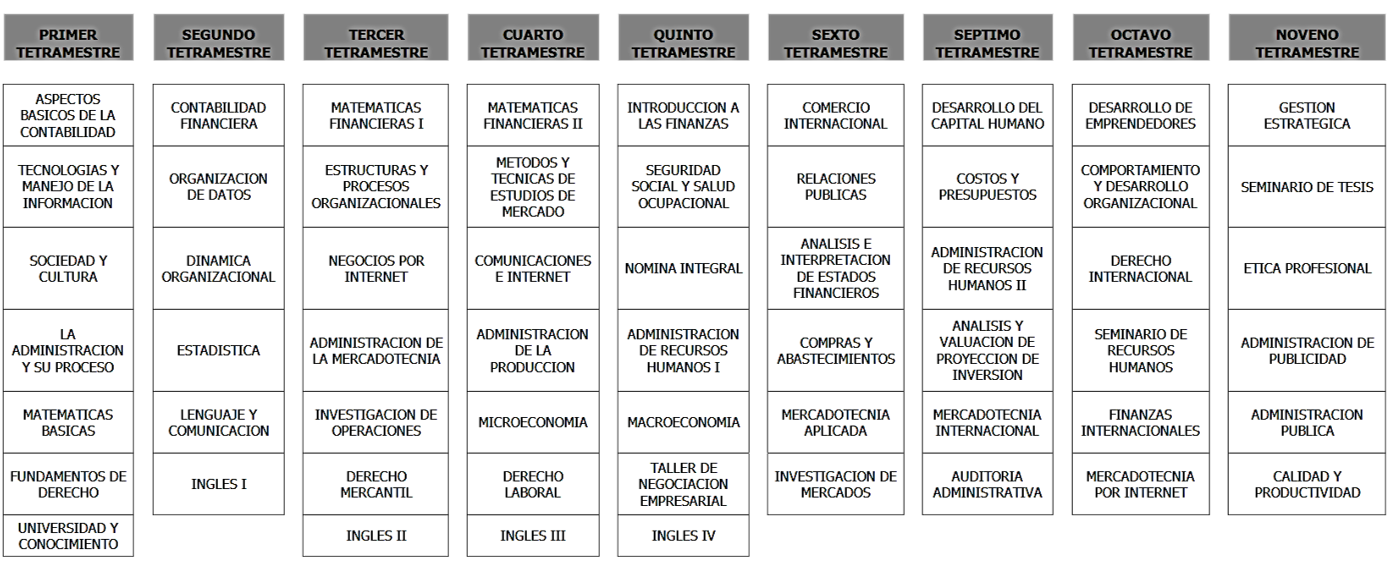 PRIMER
TETRAMESTRE
SEGUNDO
TETRAMESTRE
TERCER
TETRAMESTRE
CUARTO
TETRAMESTRE
QUINTO
TETRAMESTRE
SEXTO
TETRAMESTRE
SEPTIMO
TETRAMESTRE
OCTAVO
TETRAMESTRE
NOVENO
TETRAMESTRE
ASPECTOS
BASICOS DE LA
CONTABILIDAD
CONTABILIDAD
FINANCIERA
MATEMATICAS
FINANCIERAS I
MATEMATICAS
FINANCIERAS II
INTRODUCCION A
LAS FINANZAS
COMERCIO
INTERNACIONAL
DESARROLLO DEL
CAPITAL HUMANO
DESARROLLO DE
EMPRENDEDORES
GESTION
ESTRATEGICA
TECNOLOGIAS Y
MANEJO DE LA
INFORMACION
ORGANIZACION
DE DATOS
ESTRUCTURAS Y
PROCESOS
ORGANIZACIONALES
METODOS Y
TECNICAS DE
ESTUDIOS DE
MERCADO
SEGURIDAD
SOCIAL Y SALUD
OCUPACIONAL
RELACIONES
PUBLICAS
COSTOS Y
PRESUPUESTOS
COMPORTAMIENTO
Y DESARROLLO
ORGANIZACIONAL
SEMINARIO DE TESIS
SOCIEDAD Y
CULTURA
DINAMICA
ORGANIZACIONAL
NEGOCIOS POR
INTERNET
COMUNICACIONES
E INTERNET
NOMINA INTEGRAL
ANALISIS E
INTERPRETACION
DE ESTADOS
FINANCIEROS
ADMINISTRACION
DE RECURSOS
HUMANOS II
DERECHO
INTERNACIONAL
ETICA PROFESIONAL
LA
ADMINISTRACION
Y SU PROCESO
ESTADISTICA
ADMINISTRACION DE
LA MERCADOTECNIA
ADMINISTRACION
DE LA
PRODUCCION
ADMINISTRACION
DE RECURSOS
HUMANOS I
COMPRAS Y
ABASTECIMIENTOS
ANALISIS Y
VALUACION DE
PROYECCION DE
INVERSION
SEMINARIO DE
RECURSOS
HUMANOS
ADMINISTRACION DE
PUBLICIDAD
MATEMATICAS
BASICAS
LENGUAJE Y
COMUNICACION
INVESTIGACION DE
OPERACIONES
MICROECONOMIA
MACROECONOMIA
MERCADOTECNIA
APLICADA
MERCADOTECNIA
INTERNACIONAL
FINANZAS
INTERNACIONALES
ADMINISTRACION
PUBLICA
FUNDAMENTOS DE
DERECHO
INGLES I
DERECHO
MERCANTIL
DERECHO
LABORAL
TALLER DE
NEGOCIACION
EMPRESARIAL
INVESTIGACION DE
MERCADOS
AUDITORIA
ADMINISTRATIVA
MERCADOTECNIA
POR INTERNET
CALIDAD Y
PRODUCTIVIDAD
UNIVERSIDAD Y
CONOCIMIENTO
INGLES II
INGLES III
INGLES IV